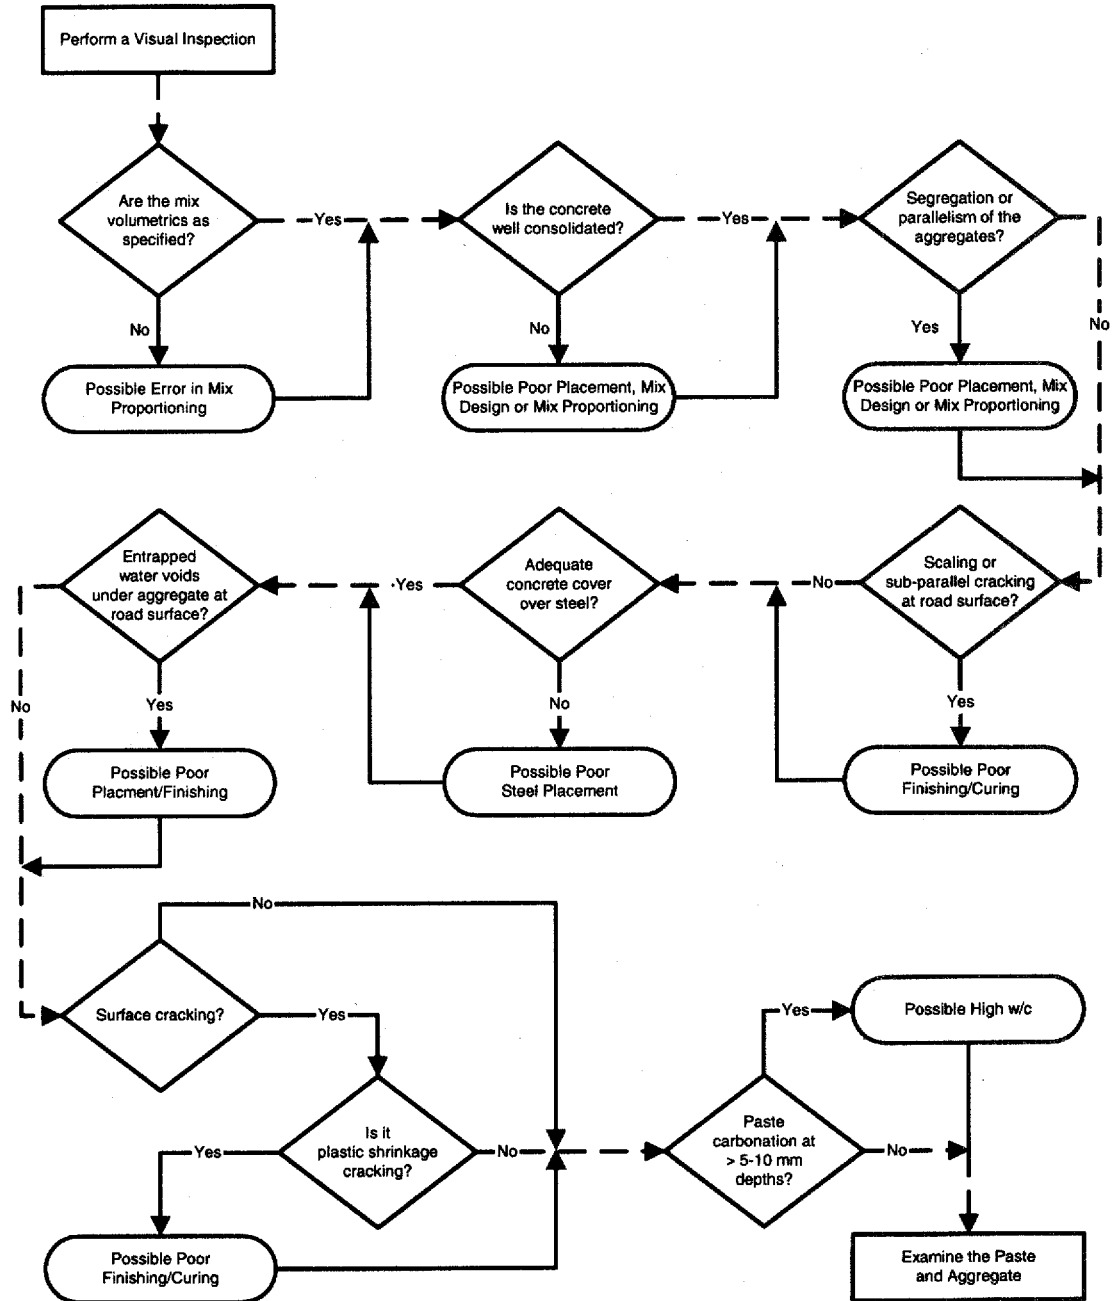 Perform a Visual Inspection
Are the mix
volumetrics as
specified?
Yes
Is the concrete
well consolidated?
Yes
Segregation or
parallelism of the
aggregates?
No
No
No
Yes
Possible Error in Mix
Proportioning
Possible Poor Placement, Mix
Design or Mix Proportioning
Possible Poor Placement, Mix
Design or Mix Proportioning
Entrapped
water voids
under aggregate at
road surface?
Yes
Adequate
concrete cover
over steel?
No
Scaling or
sub-parallel cracking
at road surface?
No
Yes
No
Yes
Possible Poor
Placment/Finishing
Possible Poor
Steel Placement
Possible Poor
Finishing/Curing
No
Surface cracking?
Yes
Yes
Possible High w/c
Yes
Is it
plastic shrinkage
cracking?
No
Paste
carbonation at
> 5-10 mm
depths?
No
Possible Poor
Finishing/Curing
Examine the Paste
and Aggregate